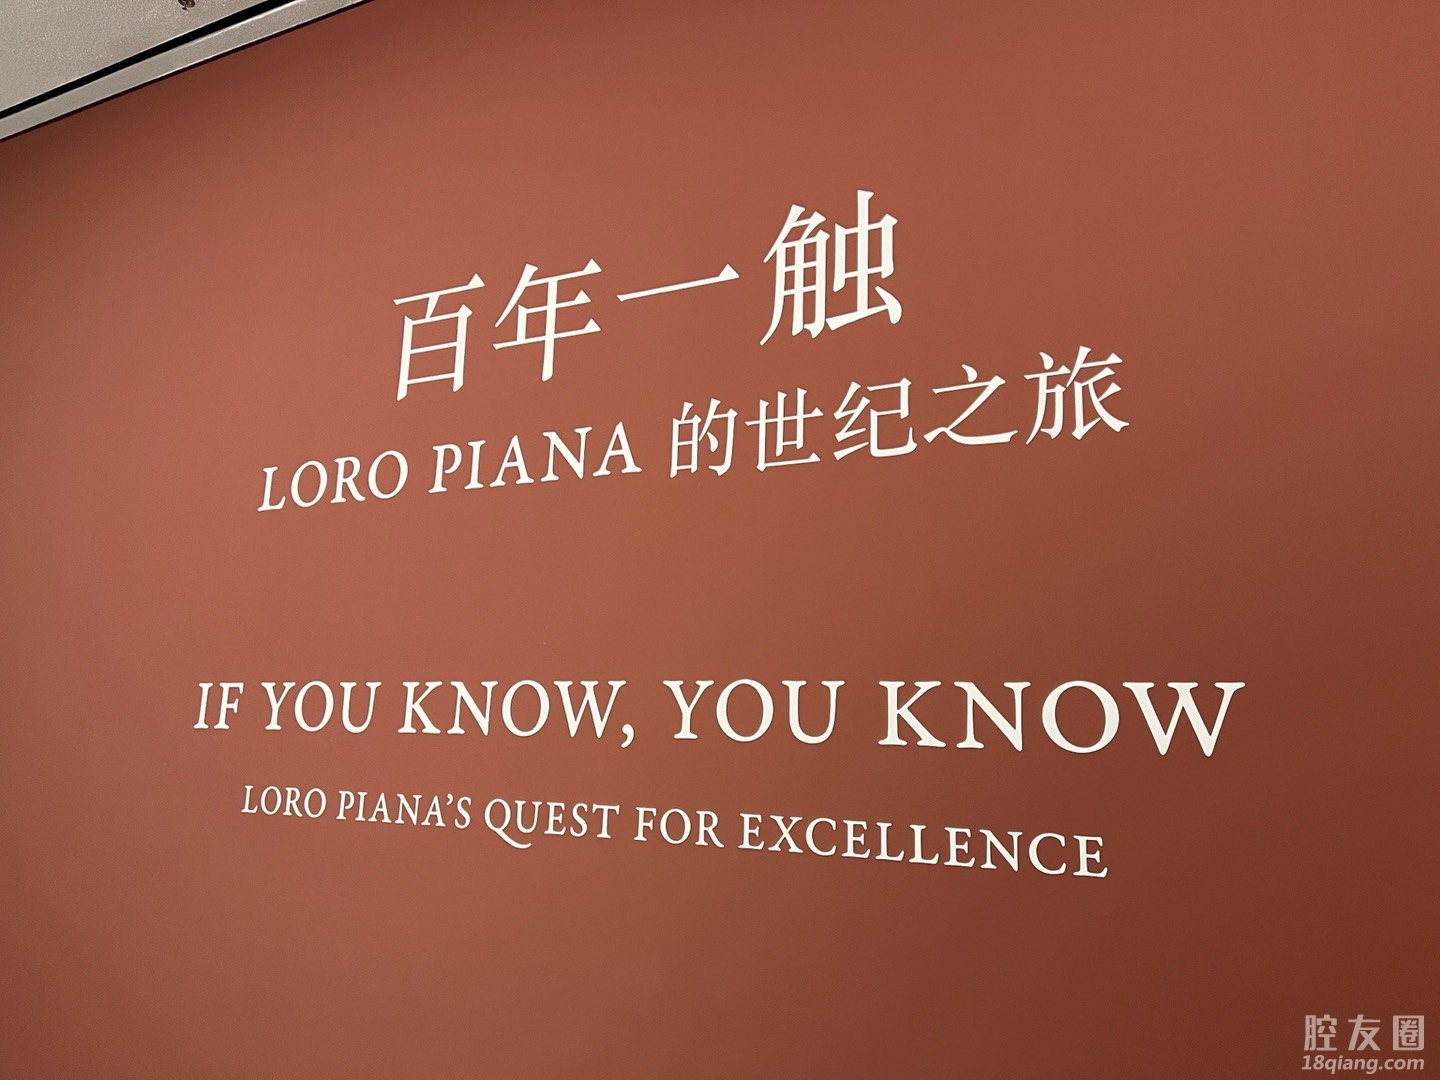 百年一触
LORO PIANA 的世纪之旅
IF YOU KNOW, YOU KNOW
LORO PIANA'S QUEST FOR EXCELLENCE
腔友圈
18qiang.com